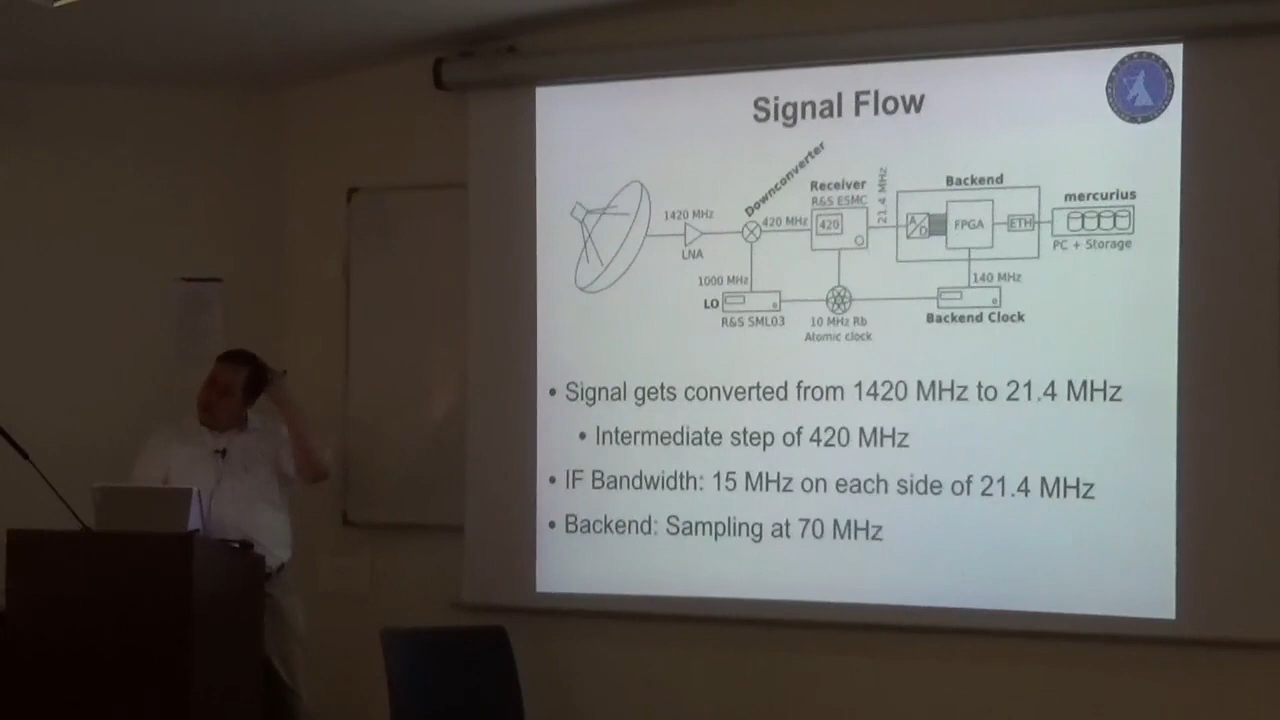 Signal Flow
Downconverter
Receiver
R&S ESMC
21.4 MHz
Backend
mercurius
1420 MHz
420 MHz
420
A/D
FPGA
ETH
LNA
PC + Storage
1000 MHz
140 MHz
LO
R&S SML03
10 MHz Rb
Atomic clock
Backend Clock
• Signal gets converted from 1420 MHz to 21.4 MHz
• Intermediate step of 420 MHz
• IF Bandwidth: 15 MHz on each side of 21.4 MHz
• Backend: Sampling at 70 MHz